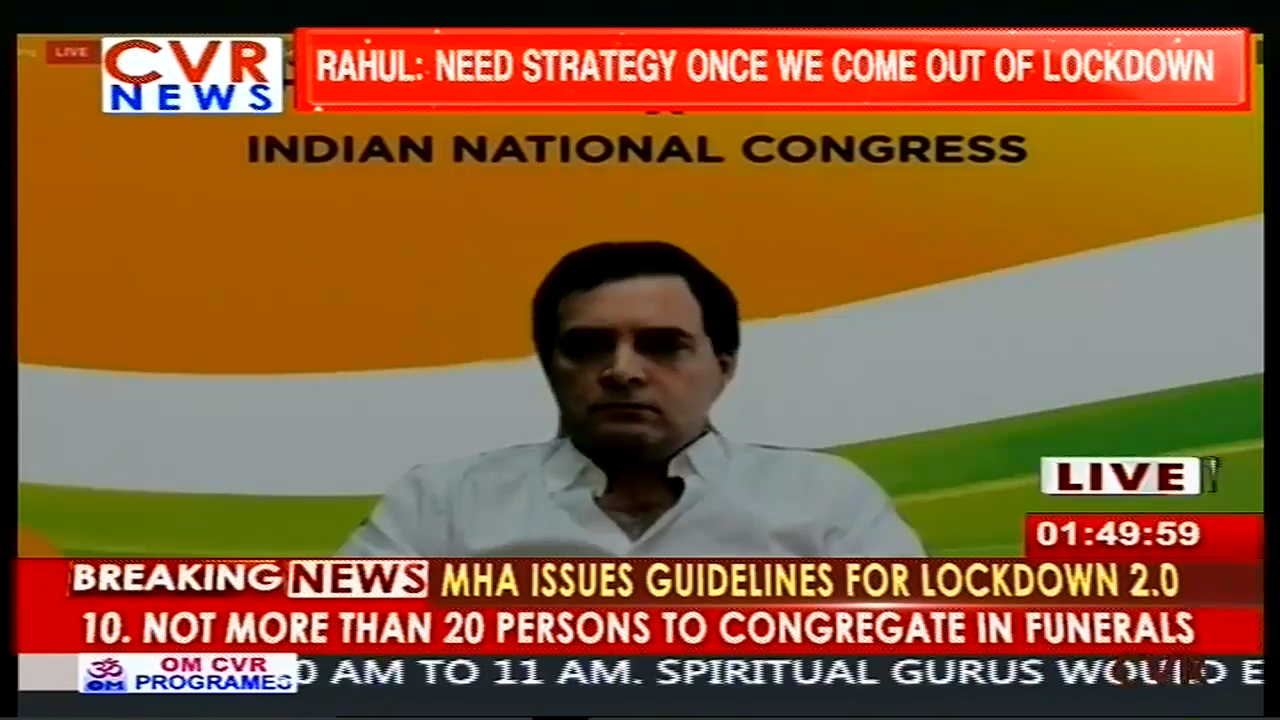 LIVE
CVR
NEWS
RAHUL: NEED STRATEGY ONCE WE COME OUT OF LOCKDOWN
INDIAN NATIONAL CONGRESS
LIVE
01:49:59
BREAKING NEWS MHA ISSUES GUIDELINES FOR LOCKDOWN 2.0
10. NOT MORE THAN 20 PERSONS TO CONGREGATE IN FUNERALS
ॐ
OM
OM CVR
PROGRAMES
0 AM TO 11 AM. SPIRITUAL GURUS WOULD E